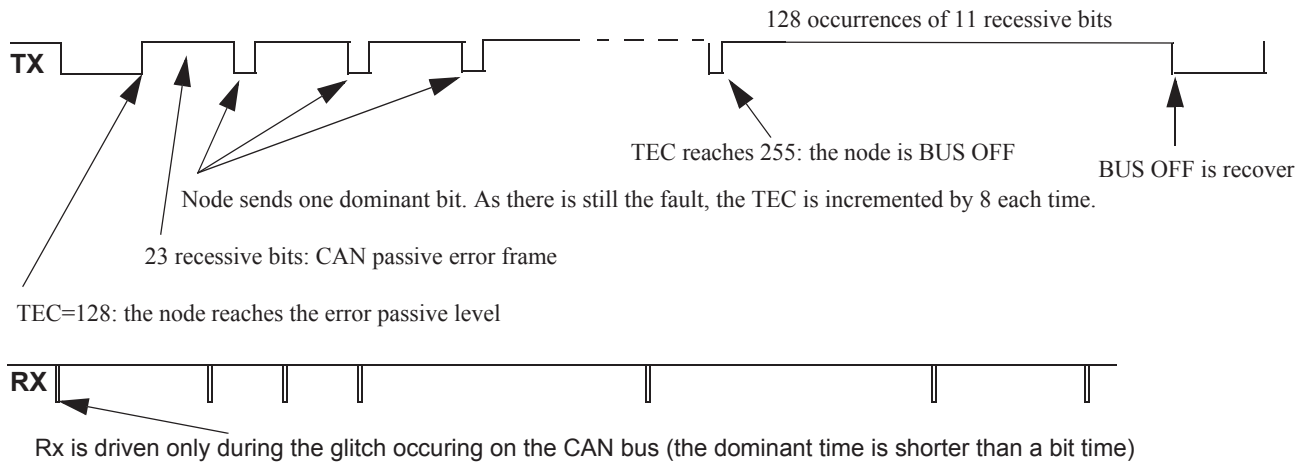 128 occurrences of 11 recessive bits
TX
TEC reaches 255: the node is BUS OFF
BUS OFF is recover
Node sends one dominant bit. As there is still the fault, the TEC is incremented by 8 each time.
23 recessive bits: CAN passive error frame
TEC=128: the node reaches the error passive level
RX
Rx is driven only during the glitch occuring on the CAN bus (the dominant time is shorter than a bit time)